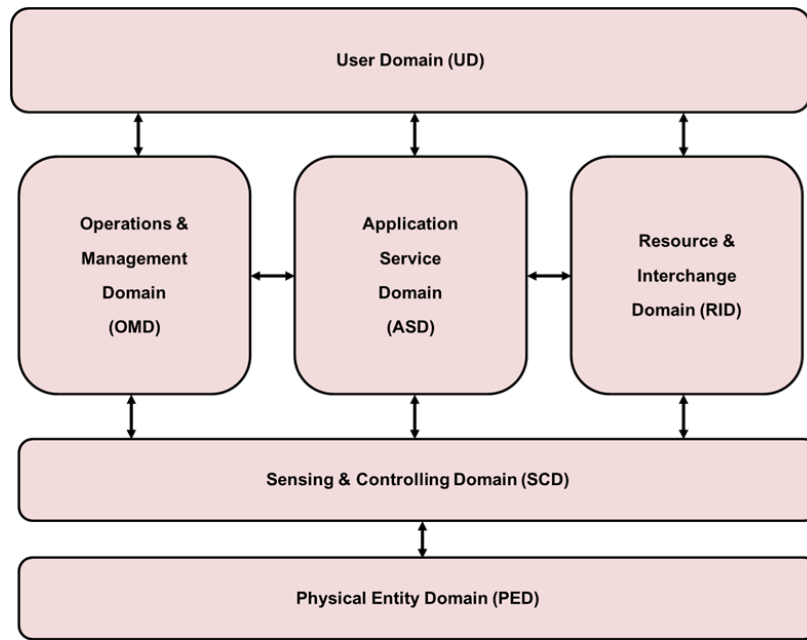 User Domain (UD)
Operations &
Management
Domain
(OMD)
Application
Service
Domain
(ASD)
Resource &
Interchange
Domain (RID)
Sensing & Controlling Domain (SCD)
Physical Entity Domain (PED)